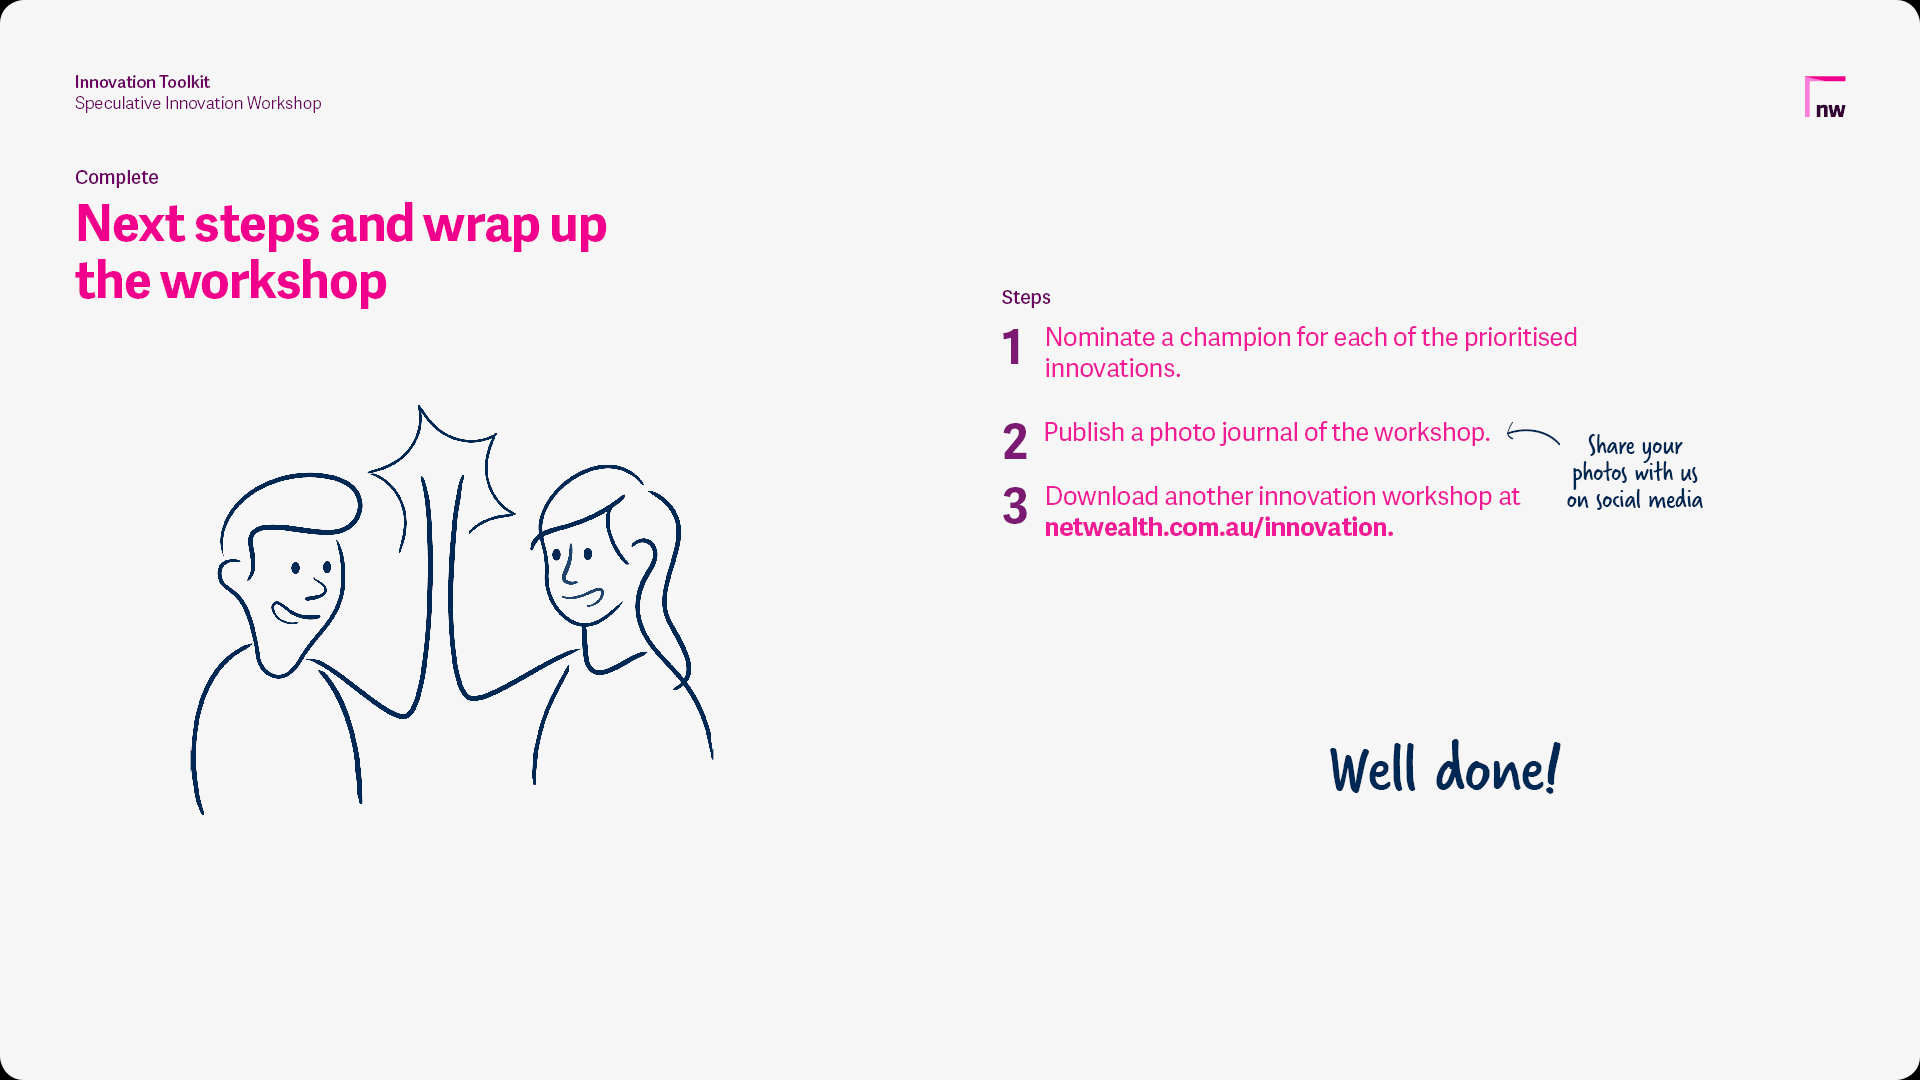 Innovation Toolkit
Speculative Innovation Workshop
nw
Complete
Next steps and wrap up
the workshop
Steps
1 Nominate a champion for each of the prioritised
innovations.
2 Publish a photo journal of the workshop.
Share your
photos with us
on social media
3 Download another innovation workshop at
netwealth.com.au/innovation.
Well done!